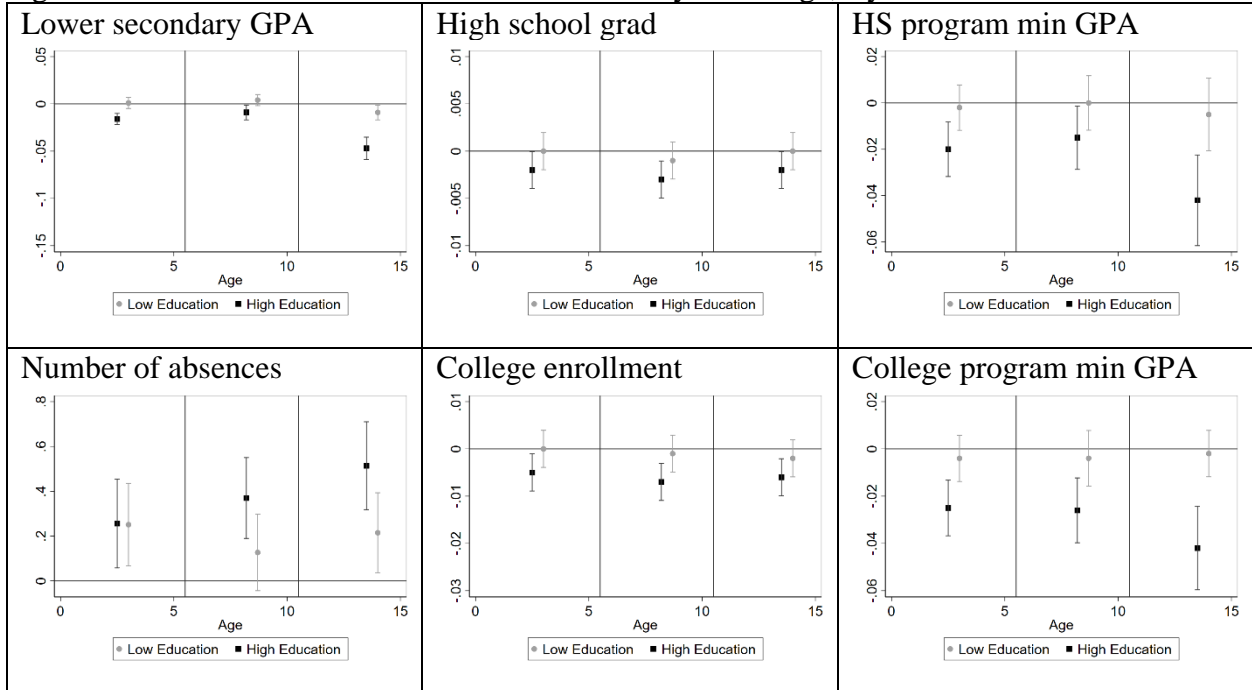 Lower secondary GPA
.05
0
-.05
-.1
-.15
0 5 10 15
Age
Low Education High Education
High school grad
.01
.005
0
-.005
-.01
0 5 10 15
Age
Low Education High Education
HS program min GPA
.02
0
-.02
-.04
-.06
0 5 10 15
Age
Low Education High Education
Number of absences
.8
.6
.4
.2
0
0 5 10 15
Age
Low Education High Education
College enrollment
.01
0
-.01
-.02
-.03
0 5 10 15
Age
Low Education High Education
College program min GPA
.02
0
-.02
-.04
-.06
0 5 10 15
Age
Low Education High Education